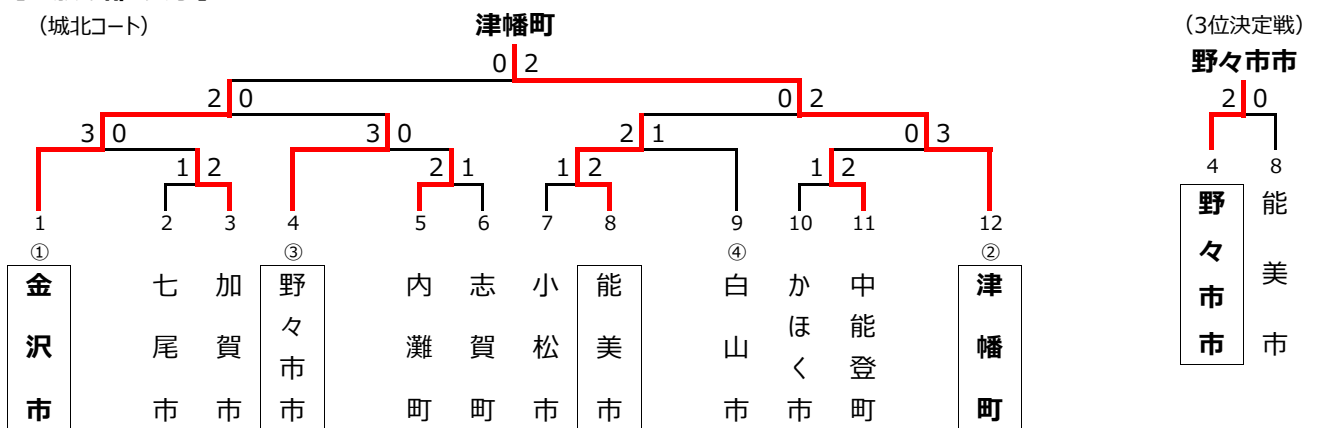 （城北コート）
津幡町
（3位決定戦）
野々市市
0 2
2 0
0 2
2 0
3 0
3 0
2 1
0 3
1 2
2 1
1 2
1 2
4 8
1 2 3 4 5 6 7 8 9 10 11 12
① ③ ④ ②
金沢市
七尾市
加賀市
野々市市
内灘町
志賀町
小松市
能美市
白山市
かほく市
中能登町
津幡町
野々市市
能美市